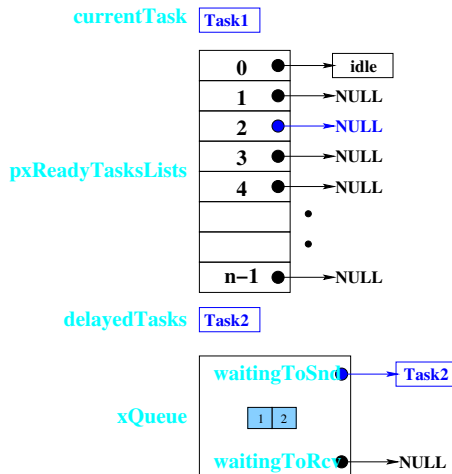 currentTask Task1
0 idle
1 NULL
2 NULL
pxReadyTasksLists
3 NULL
4 NULL
n-1 NULL
delayedTasks Task2
waitingToSnd Task2
xQueue 1 2
waitingToRcv NULL